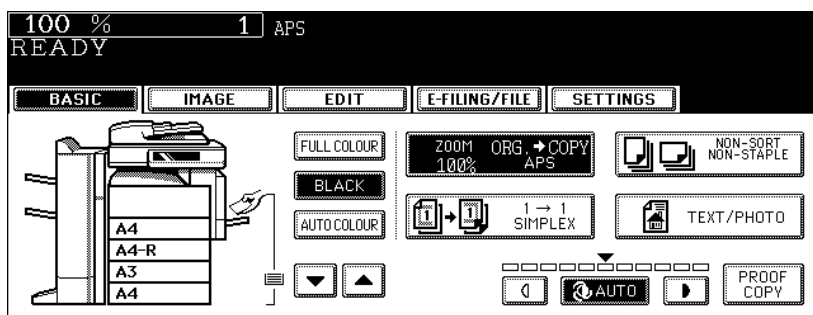 100 % 1 APS
READY
BASIC IMAGE EDIT E-FILING/FILE SETTINGS
A4
A4-R
A3
A4
FULL COLOUR
BLACK
AUTO COLOUR
ZOOM ORG. → COPY
100% APS
1 → 1
SIMPLEX
NON-SORT
NON-STAPLE
TEXT/PHOTO
AUTO
PROOF
COPY